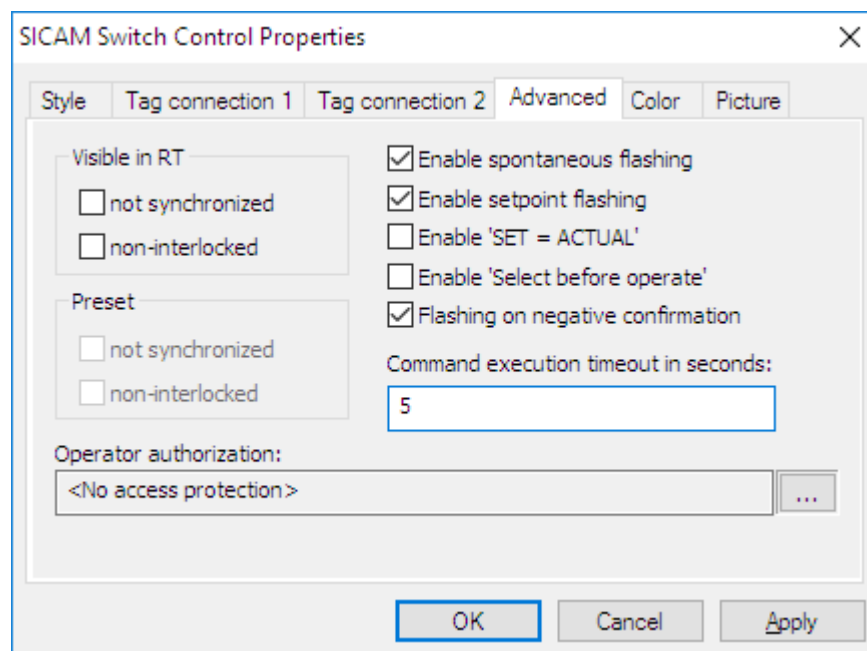 SICAM Switch Control Properties
Style Tag connection 1 Tag connection 2 Advanced Color Picture
Visible in RT
not synchronized
non-interlocked
Preset
not synchronized
non-interlocked
Enable spontaneous flashing
Enable setpoint flashing
Enable 'SET = ACTUAL'
Enable 'Select before operate'
Flashing on negative confirmation
Command execution timeout in seconds:
5
Operator authorization:
<No access protection>
...
OK Cancel Apply